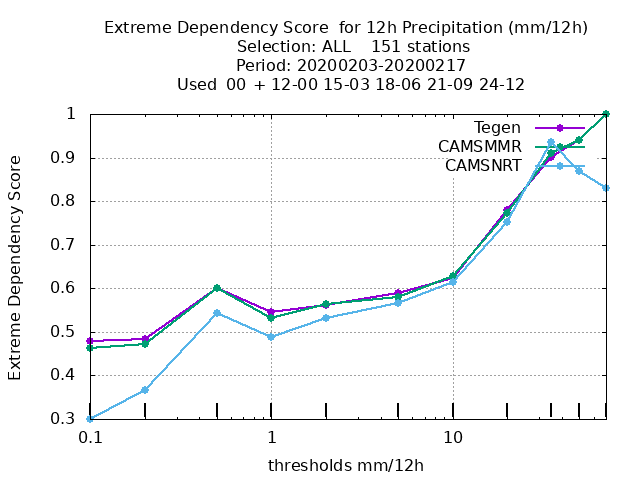 Extreme Dependency Score  for 12h Precipitation (mm/12h)
Selection: ALL    151 stations
Period: 20200203-20200217
Used  00 + 12-00 15-03 18-06 21-09 24-12
Tegen
CAMSMMR
CAMSNRT
Extreme Dependency Score
1
0.9
0.8
0.7
0.6
0.5
0.4
0.3
0.1
1
10
thresholds mm/12h